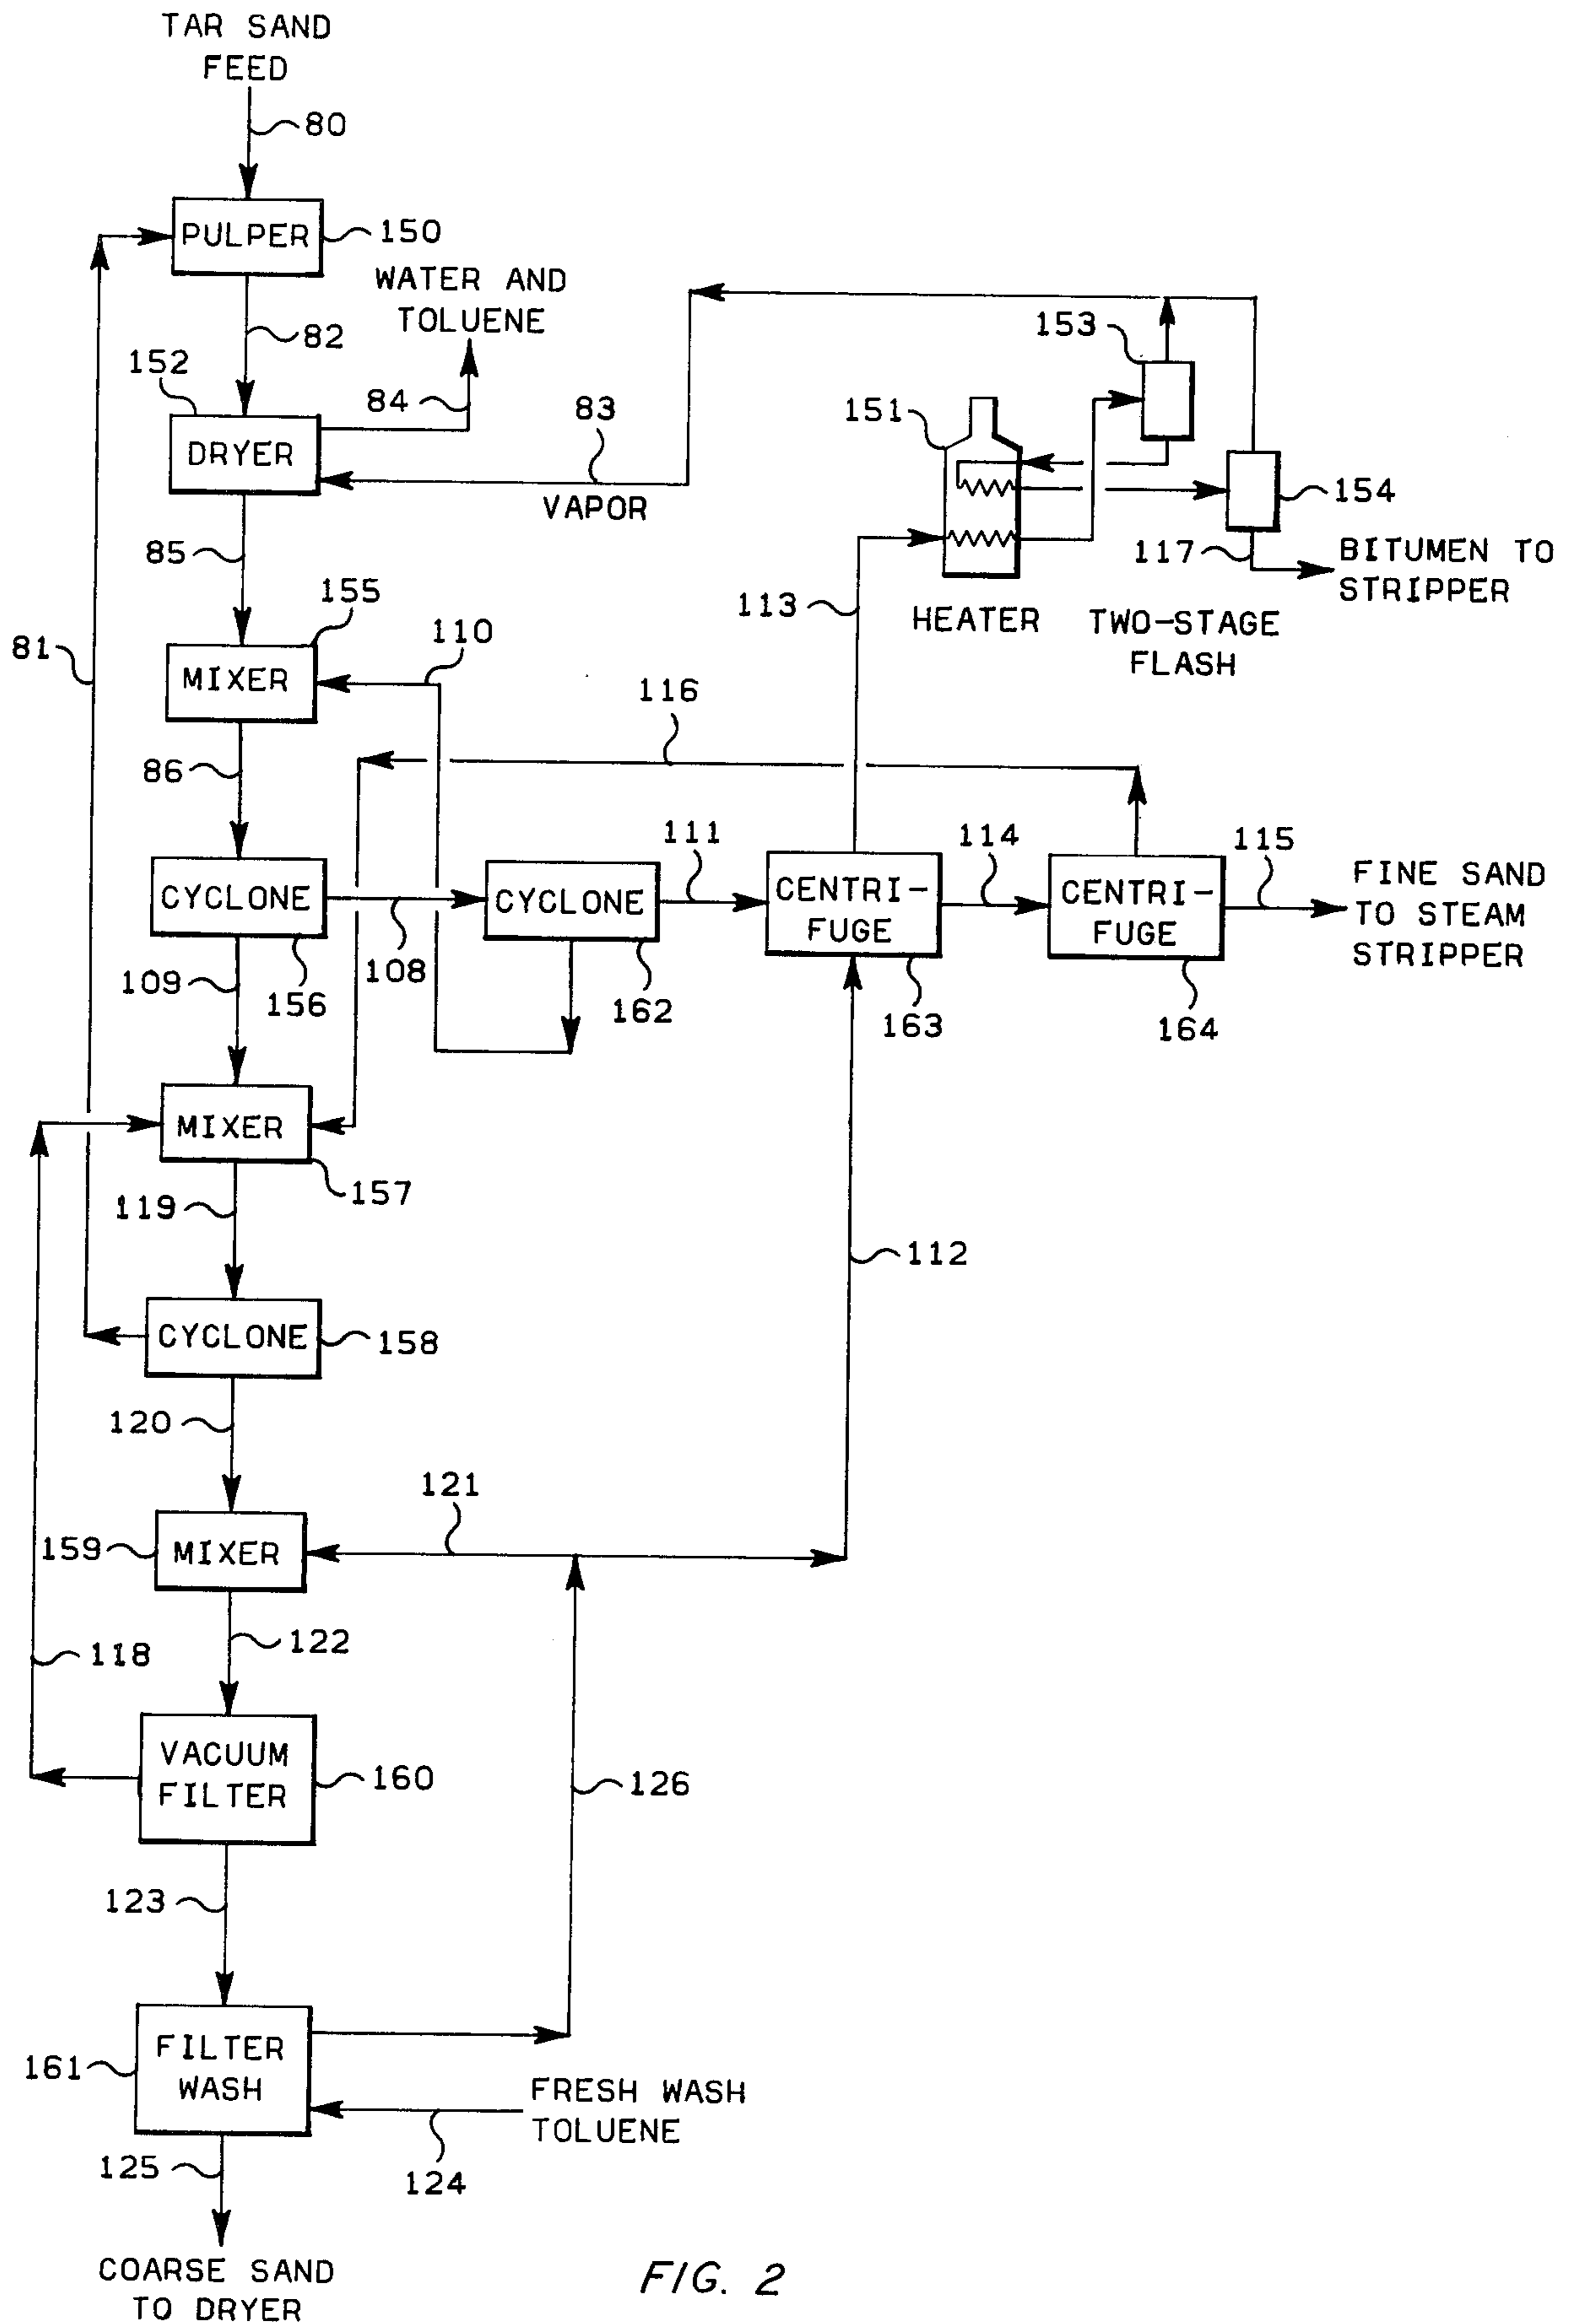 TAR SAND
FEED
80
PULPER
150
WATER AND
TOLUENE
82
152
84
DRYER
83
VAPOR
153
151
154
117
BITUMEN TO
STRIPPER
HEATER
TWO-STAGE
FLASH
113
85
155
110
81
MIXER
116
86
CYCLONE
108
156
109
CYCLONE
162
111
CENTRI-
FUGE
163
114
CENTRI-
FUGE
164
115
FINE SAND
TO STEAM
STRIPPER
MIXER
157
119
112
CYCLONE
158
120
121
159
MIXER
122
118
VACUUM
FILTER
160
126
123
161
FILTER
WASH
FRESH WASH
TOLUENE
124
125
COARSE SAND
TO DRYER
FIG. 2